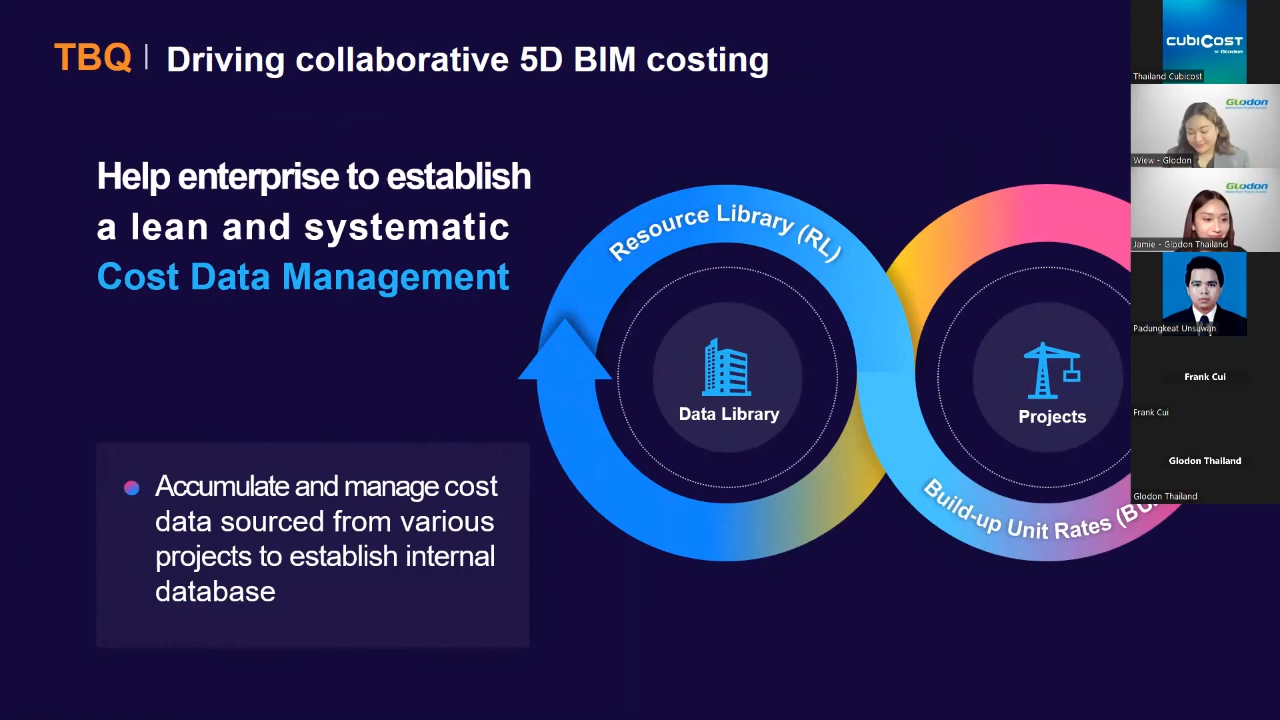 TBQ | Driving collaborative 5D BIM costing
Help enterprise to establish
a lean and systematic
Cost Data Management
Accumulate and manage cost
data sourced from various
projects to establish internal
database
Resource Library (RL)
Data Library
Projects
Build-up Unit Rates
CUBICOST
BY Glodon
Thailand Cubicost
Glodon
Wiew - Glodon
Glodon
Jamie - Glodon Thailand
Padungkeat Unsuwan
Frank Cui
Frank Cui
Glodon Thailand
Glodon Thailand